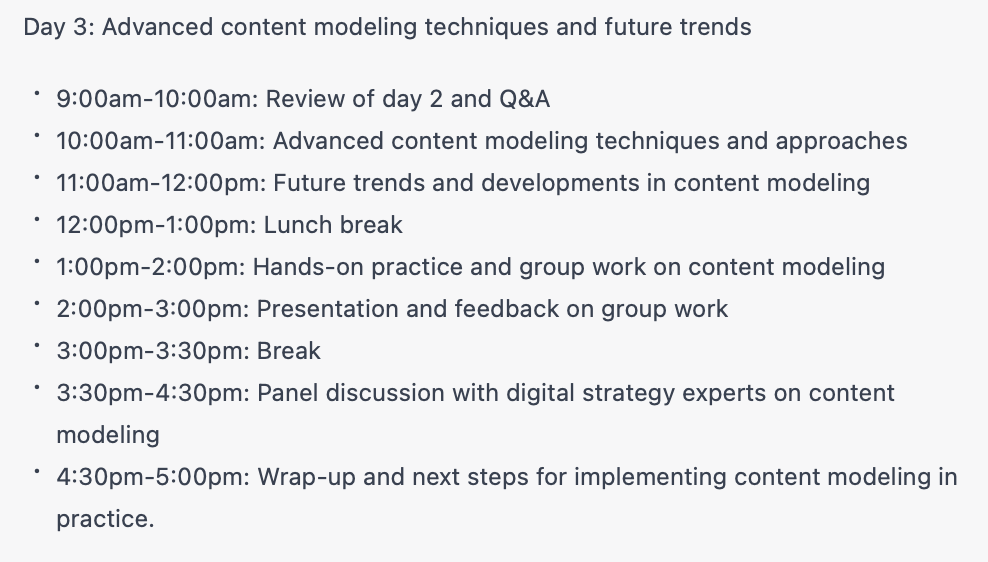 Day 3: Advanced content modeling techniques and future trends
• 9:00am-10:00am: Review of day 2 and Q&A
• 10:00am-11:00am: Advanced content modeling techniques and approaches
• 11:00am-12:00pm: Future trends and developments in content modeling
• 12:00pm-1:00pm: Lunch break
• 1:00pm-2:00pm: Hands-on practice and group work on content modeling
• 2:00pm-3:00pm: Presentation and feedback on group work
• 3:00pm-3:30pm: Break
• 3:30pm-4:30pm: Panel discussion with digital strategy experts on content
modeling
• 4:30pm-5:00pm: Wrap-up and next steps for implementing content modeling in
practice.